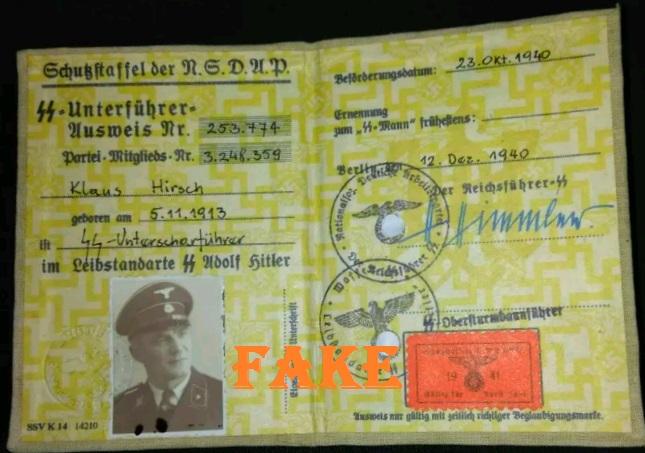 Schutzstaffel der N.S.D.A.P.
SS-Unterführer-
Ausweis Nr. 253.774
Partei-Mitglieds-Nr. 3.248.359
Klaus Hirsch
geboren am 5.11.1913
ist SS-Unterscharführer
im Leibstandarte SS Adolf Hitler
SSV K 14 14210
Beförderungsdatum: 23.Okt.1940
Ernennung
zum „SS-Mann“ frühestens:
Berlin, den 12. Dez. 1940
Der Reichsführer-SS
H Himmler
SS-Obersturmbannführer
1941
Ausweis nur gültig mit zeitlich richtiger Beglaubigungsmarke.
FAKE